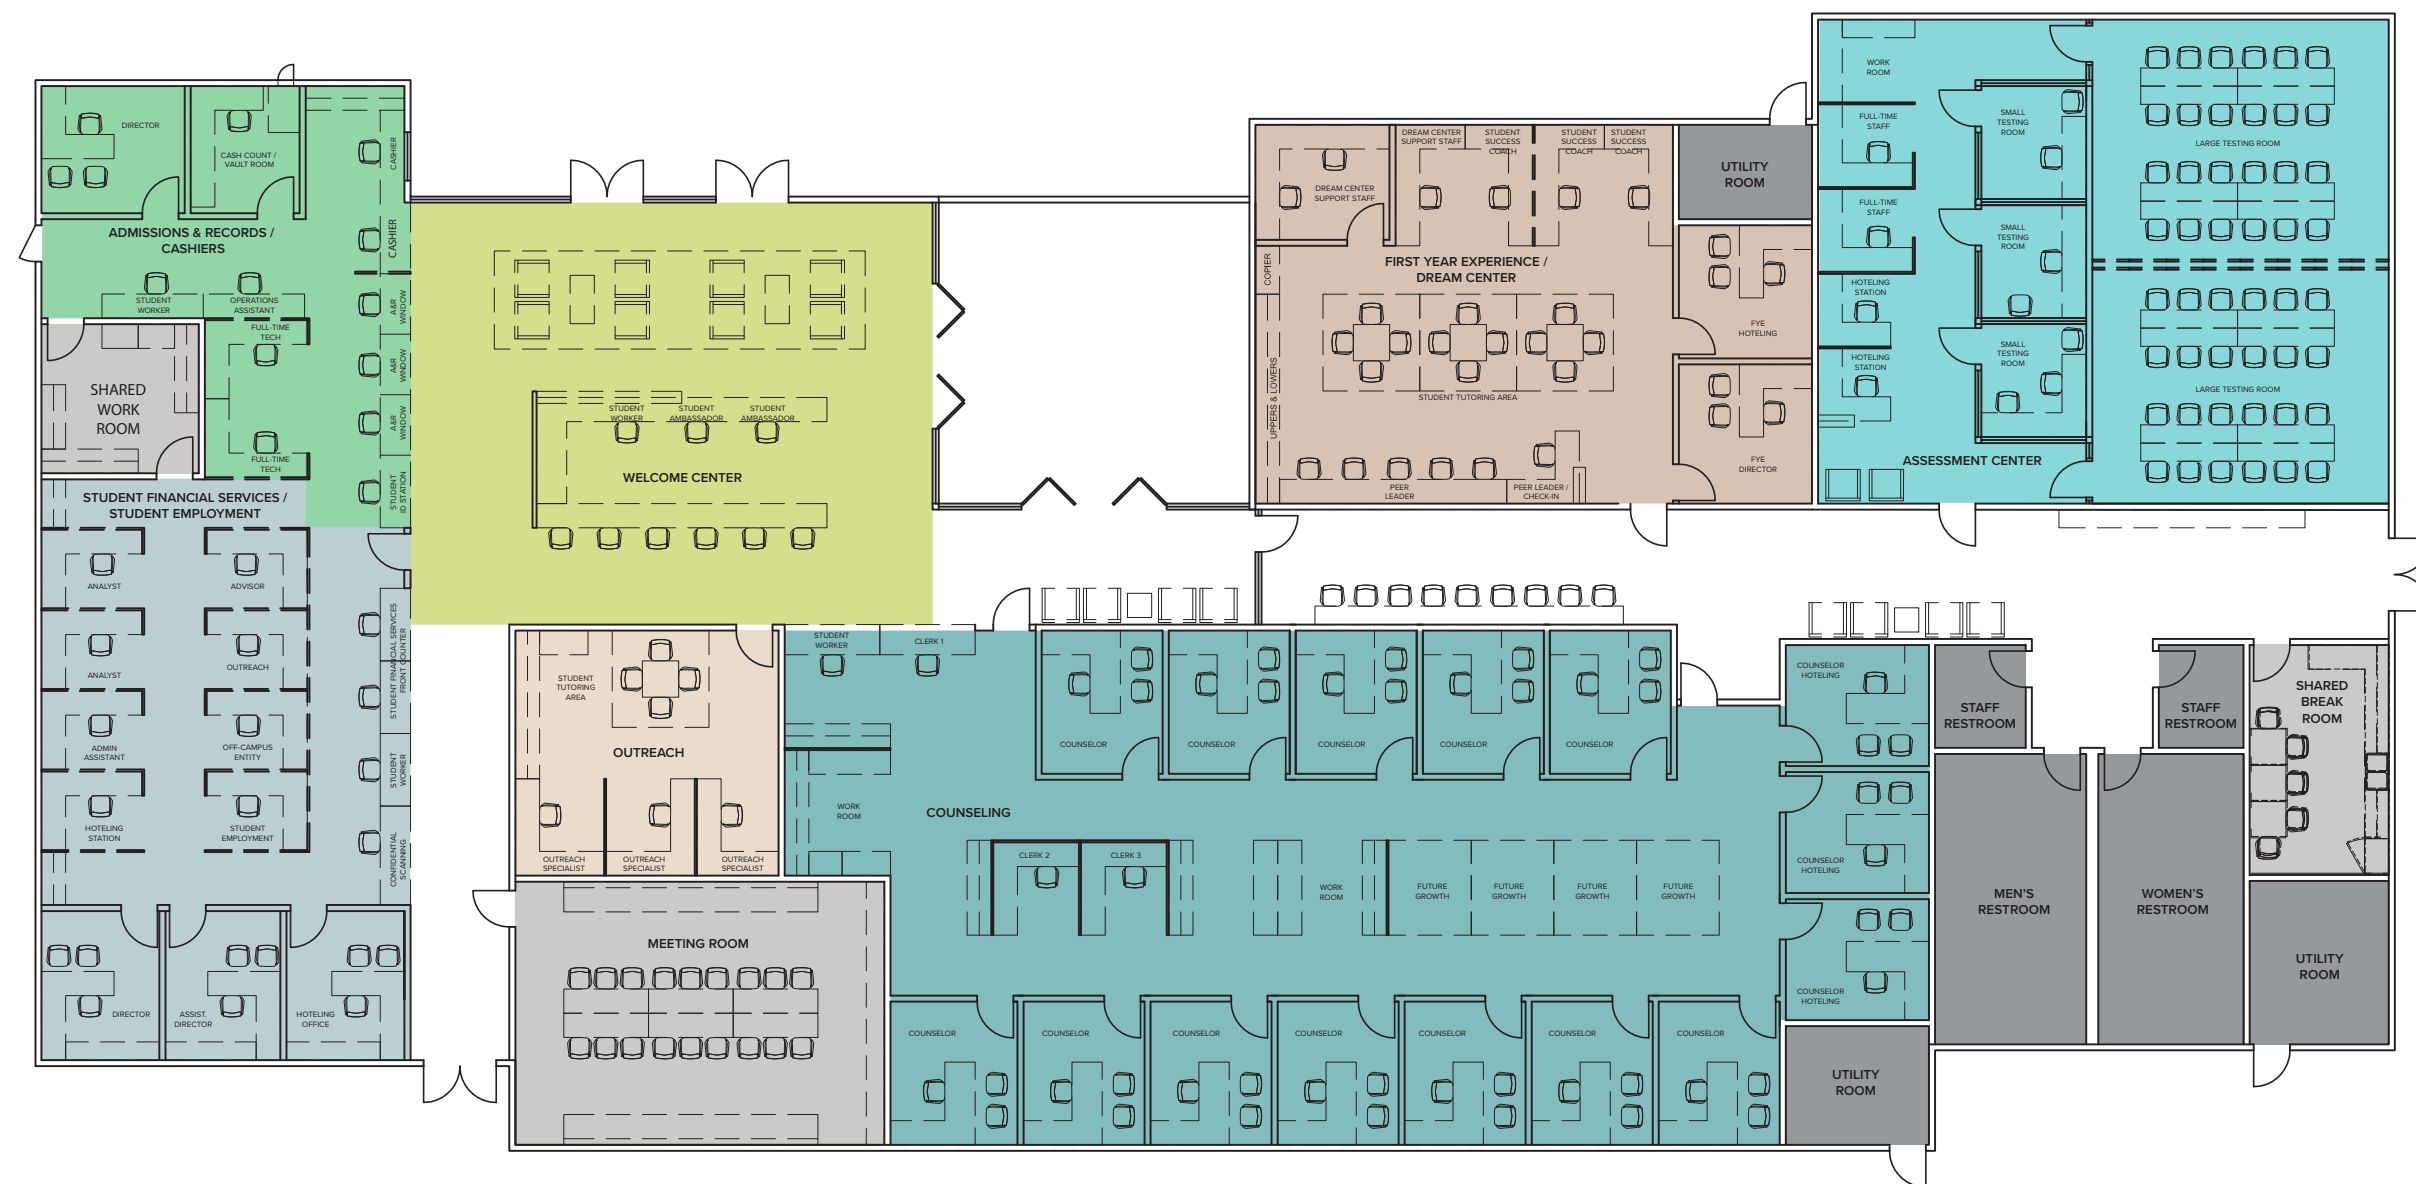 DIRECTOR
CASH COUNT /
VAULT ROOM
CASHIER
CASHIER
ADMISSIONS & RECORDS /
CASHIERS
STUDENT
WORKER
OPERATIONS
ASSISTANT
FULL-TIME
TECH
FULL-TIME
TECH
A&R
WINDOW
A&R
WINDOW
A&R
WINDOW
STUDENT
ID STATION
SHARED
WORK
ROOM
STUDENT FINANCIAL SERVICES /
STUDENT EMPLOYMENT
ANALYST
ADVISOR
ANALYST
OUTREACH
ADMIN
ASSISTANT
OFF-CAMPUS
ENTITY
HOTELING
STATION
STUDENT
EMPLOYMENT
STUDENT FINANCIAL SERVICES
FRONT COUNTER
STUDENT
WORKER
CONFIDENTIAL
SCANNING
DIRECTOR
ASSIST.
DIRECTOR
HOTELING
OFFICE
STUDENT
WORKER
STUDENT
AMBASSADOR
STUDENT
AMBASSADOR
WELCOME CENTER
STUDENT
TUTORING
AREA
OUTREACH
OUTREACH
SPECIALIST
OUTREACH
SPECIALIST
OUTREACH
SPECIALIST
MEETING ROOM
STUDENT
WORKER
CLERK 1
WORK
ROOM
COUNSELING
COUNSELOR
COUNSELOR
COUNSELOR
COUNSELOR
COUNSELOR
CLERK 2
CLERK 3
WORK
ROOM
FUTURE
GROWTH
FUTURE
GROWTH
FUTURE
GROWTH
FUTURE
GROWTH
COUNSELOR
COUNSELOR
COUNSELOR
COUNSELOR
COUNSELOR
COUNSELOR
COUNSELOR
COUNSELOR
HOTELING
COUNSELOR
HOTELING
COUNSELOR
HOTELING
UTILITY
ROOM
DREAM CENTER
SUPPORT STAFF
DREAM CENTER
SUPPORT STAFF
STUDENT
SUCCESS
COACH
STUDENT
SUCCESS
COACH
STUDENT
SUCCESS
COACH
UTILITY
ROOM
COPIER
FIRST YEAR EXPERIENCE /
DREAM CENTER
UPPERS & LOWERS
STUDENT TUTORING AREA
FYE
HOTELING
FYE
DIRECTOR
PEER
LEADER
PEER LEADER /
CHECK-IN
WORK
ROOM
FULL-TIME
STAFF
FULL-TIME
STAFF
HOTELING
STATION
HOTELING
STATION
SMALL
TESTING
ROOM
SMALL
TESTING
ROOM
SMALL
TESTING
ROOM
LARGE TESTING ROOM
LARGE TESTING ROOM
ASSESSMENT CENTER
STAFF
RESTROOM
STAFF
RESTROOM
SHARED
BREAK
ROOM
MEN'S
RESTROOM
WOMEN'S
RESTROOM
UTILITY
ROOM